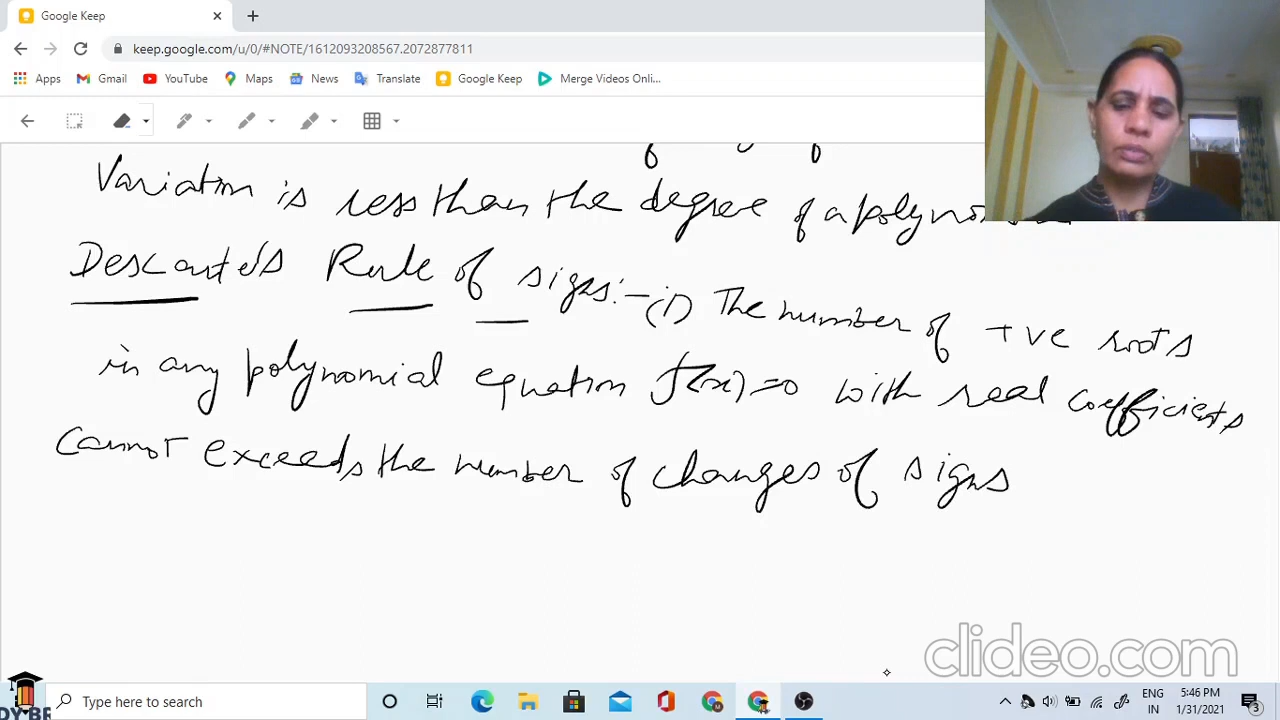 Google Keep
keep.google.com/u/0/#NOTE/1612093208567.2072877811
Apps Gmail YouTube Maps News Translate Google Keep Merge Videos Onli...
Variation is less than the degree of a polynomial
Descarte's Rule of signs:- (i) The number of +ve roots
in any polynomial equation f(x)=0 with real coefficients
cannot exceeds the number of changes of signs
clideo.com
Type here to search
ENG
IN
5:46 PM
1/31/2021
3
DY BR